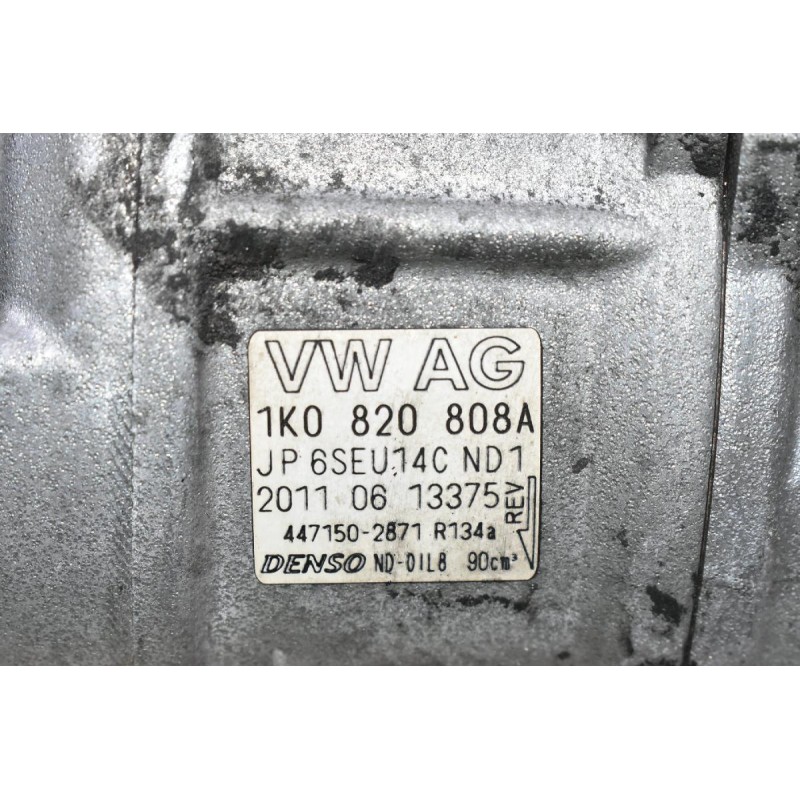 VW AG
1K0 820 808A
JP 6SEU14C ND1
2011 06 13375
REV
447150-2871 R134a
DENSO ND-OIL8 90cm³